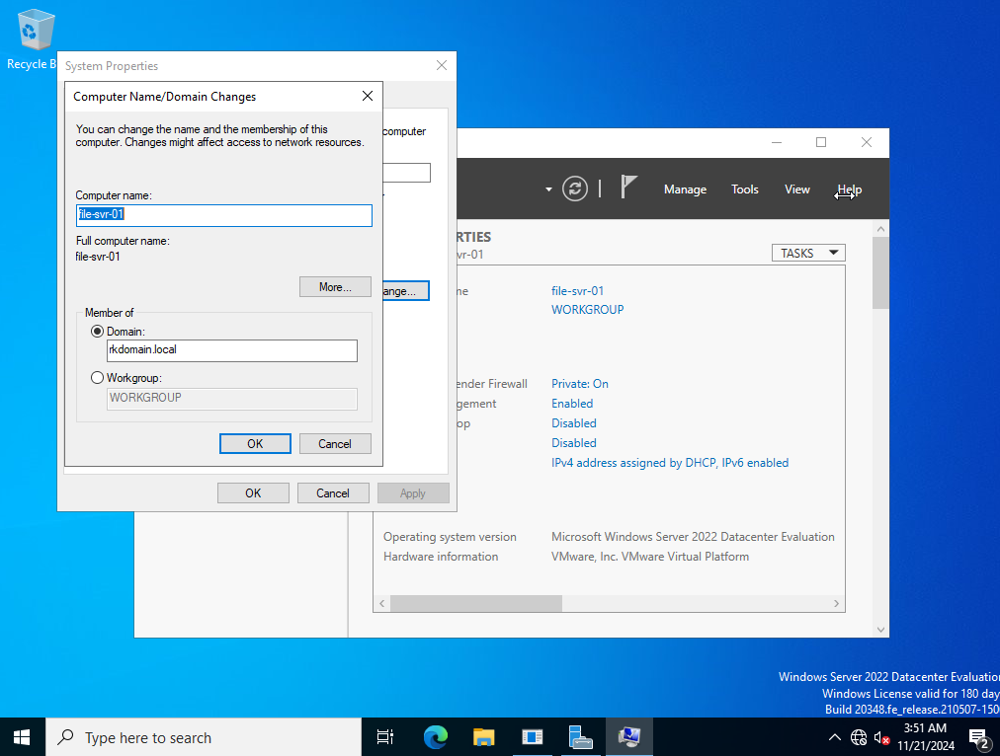 Recycle B
System Properties
Computer Name/Domain Changes
You can change the name and the membership of this
computer. Changes might affect access to network resources.
computer
Computer name:
file-svr-01
Full computer name:
file-svr-01
More...
ange...
Member of
Domain:
rkdomain.local
Workgroup:
WORKGROUP
OK
Cancel
OK
Cancel
Apply
Manage
Tools
View
Help
RTIES
vr-01
TASKS
me
file-svr-01
WORKGROUP
ender Firewall
Private: On
gement
Enabled
op
Disabled
Disabled
IPv4 address assigned by DHCP, IPv6 enabled
Operating system version
Microsoft Windows Server 2022 Datacenter Evaluation
Hardware information
VMware, Inc. VMware Virtual Platform
Windows Server 2022 Datacenter Evaluation
Windows License valid for 180 day
Build 20348.fe_release.210507-150
Type here to search
3:51 AM
11/21/2024
2